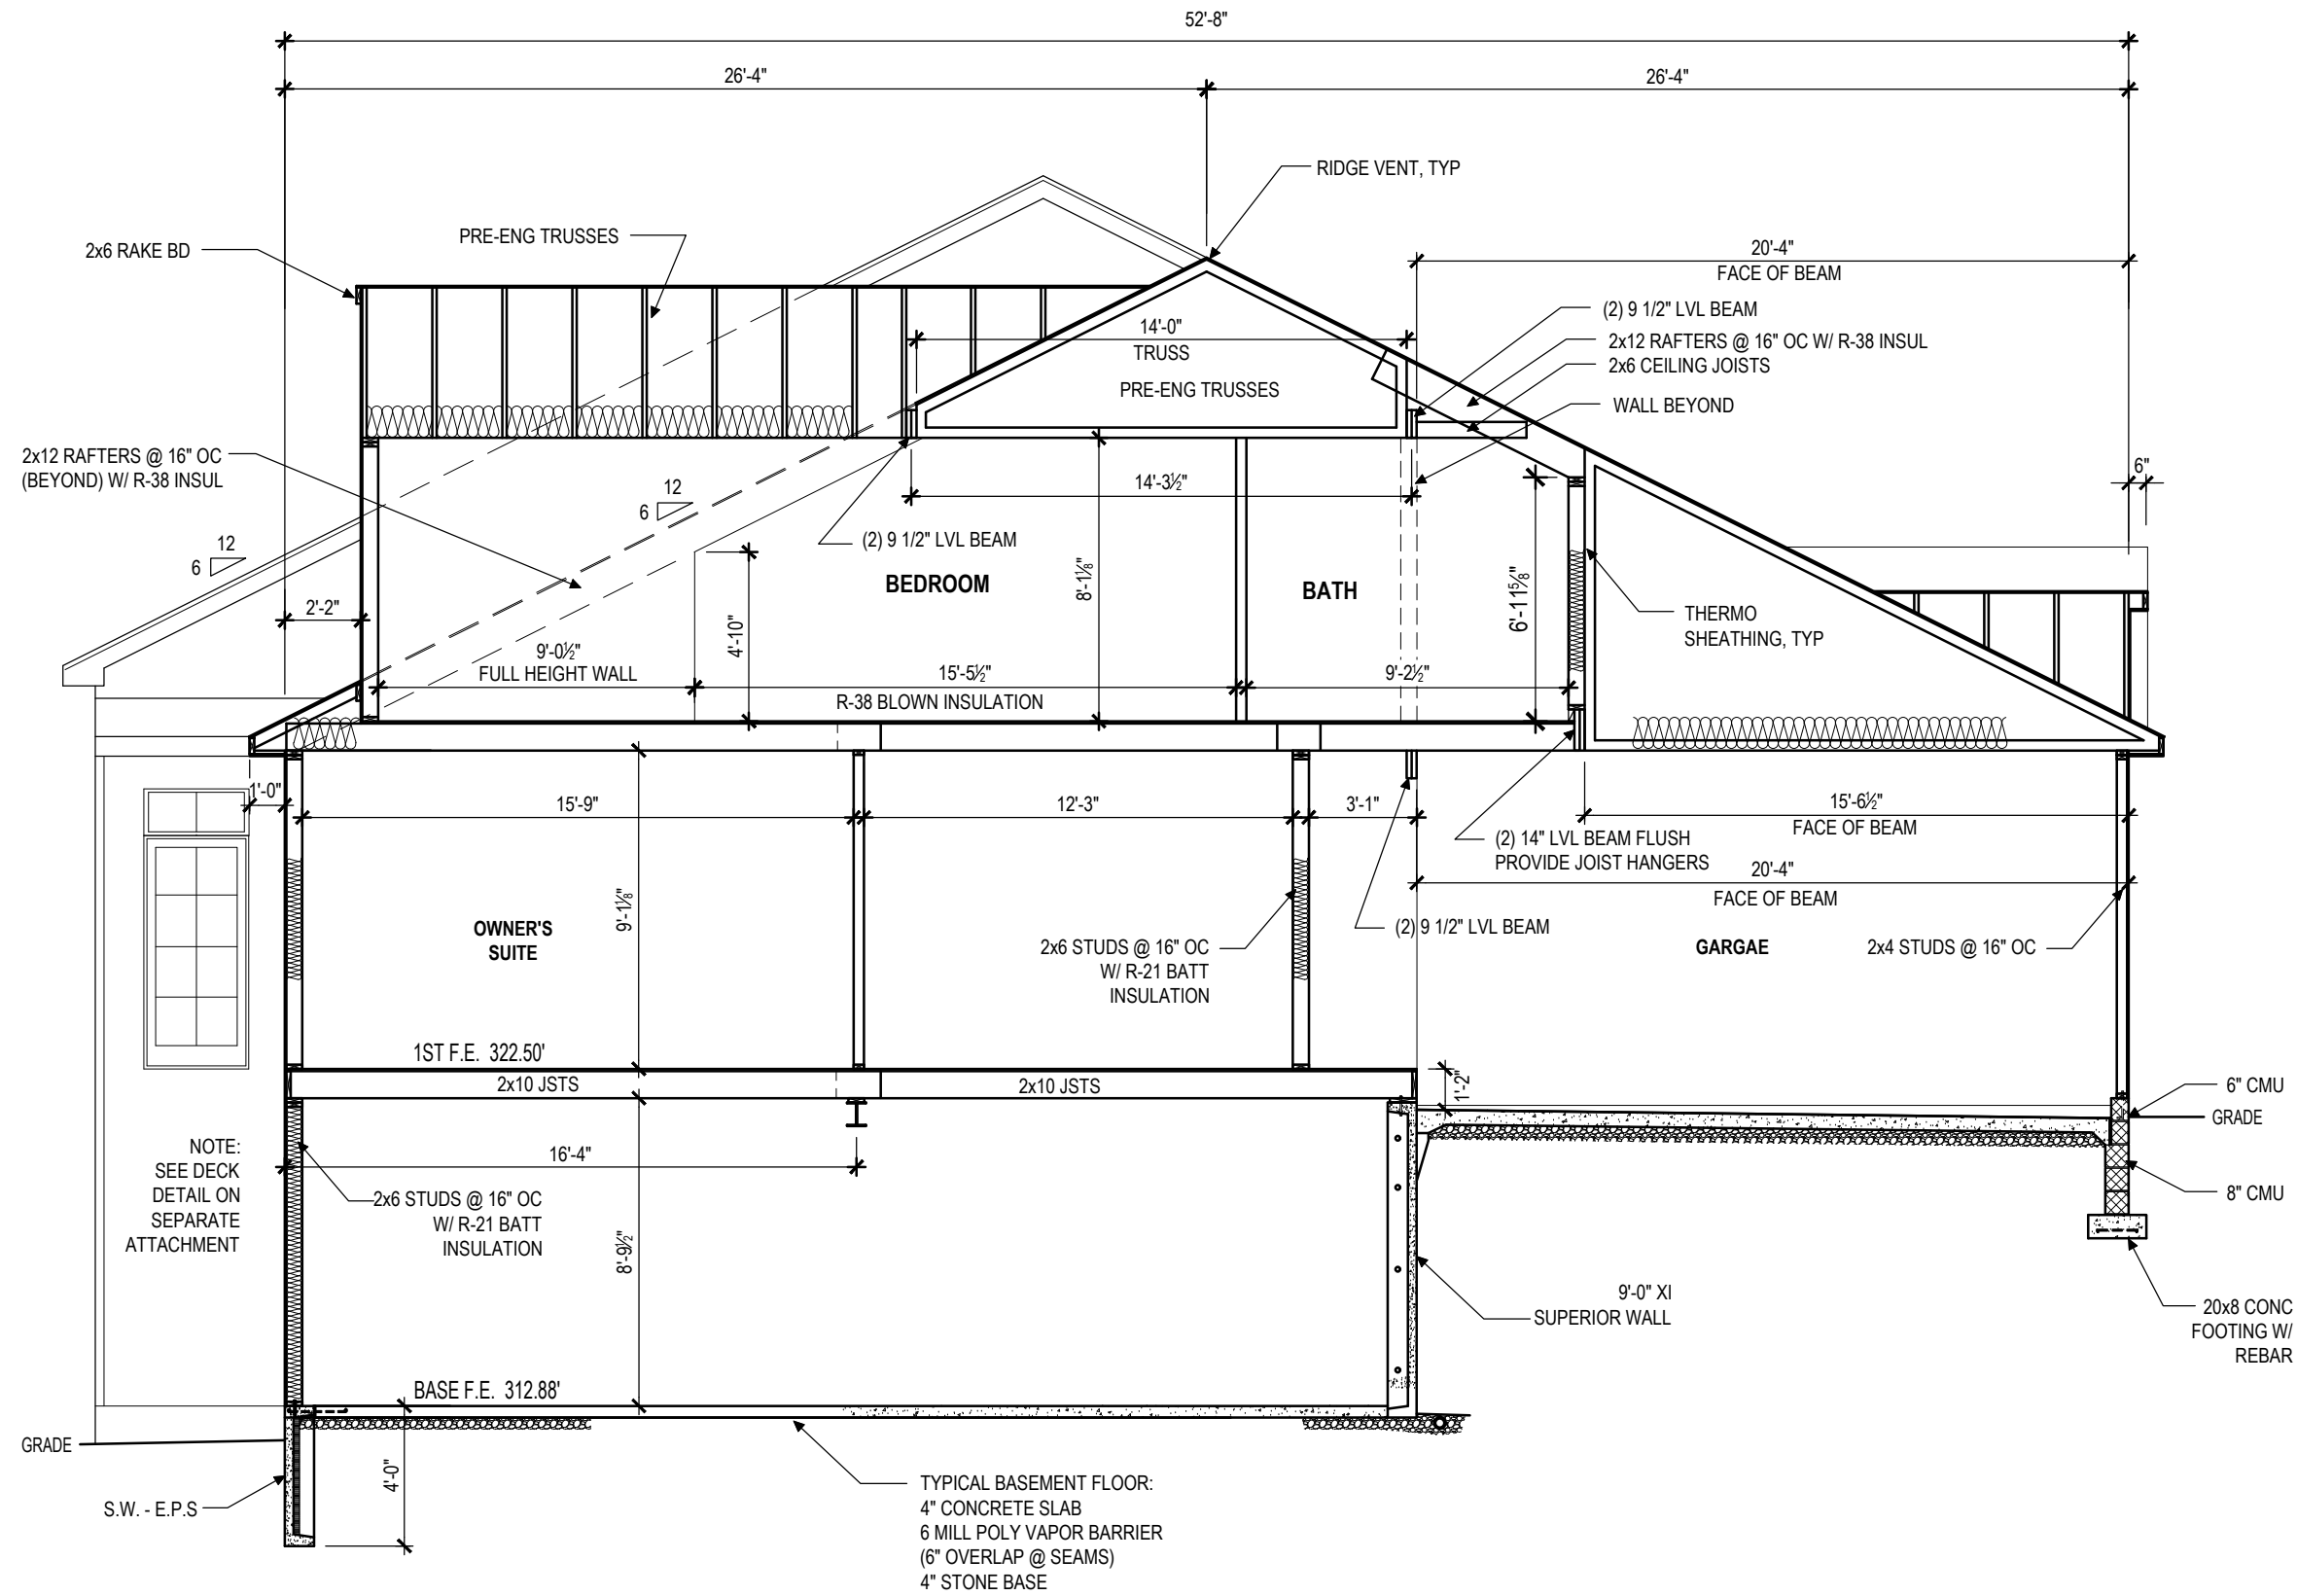 52'-8"
26'-4"
26'-4"
RIDGE VENT, TYP
PRE-ENG TRUSSES
2x6 RAKE BD
20'-4"
FACE OF BEAM
(2) 9 1/2" LVL BEAM
14'-0"
TRUSS
2x12 RAFTERS @ 16" OC W/ R-38 INSUL
2x6 CEILING JOISTS
PRE-ENG TRUSSES
WALL BEYOND
2x12 RAFTERS @ 16" OC
(BEYOND) W/ R-38 INSUL
6"
14'-3½"
12
6
12
6
(2) 9 1/2" LVL BEAM
BEDROOM
8'-1⅛"
BATH
6'-11⅝"
2'-2"
THERMO
SHEATHING, TYP
4'-10"
9'-0½"
FULL HEIGHT WALL
15'-5½"
9'-2½"
R-38 BLOWN INSULATION
1'-0"
15'-9"
12'-3"
3'-1"
15'-6½"
FACE OF BEAM
(2) 14" LVL BEAM FLUSH
PROVIDE JOIST HANGERS
20'-4"
FACE OF BEAM
9'-1⅛"
OWNER'S
SUITE
(2) 9 1/2" LVL BEAM
2x6 STUDS @ 16" OC
W/ R-21 BATT
INSULATION
GARGAE
2x4 STUDS @ 16" OC
1ST F.E. 322.50'
2x10 JSTS
2x10 JSTS
1'-2"
6" CMU
GRADE
NOTE:
SEE DECK
DETAIL ON
SEPARATE
ATTACHMENT
16'-4"
2x6 STUDS @ 16" OC
W/ R-21 BATT
INSULATION
8'-9½"
8" CMU
9'-0" XI
SUPERIOR WALL
20x8 CONC
FOOTING W/
REBAR
BASE F.E. 312.88'
GRADE
4'-0"
S.W. - E.P.S
TYPICAL BASEMENT FLOOR:
4" CONCRETE SLAB
6 MILL POLY VAPOR BARRIER
(6" OVERLAP @ SEAMS)
4" STONE BASE